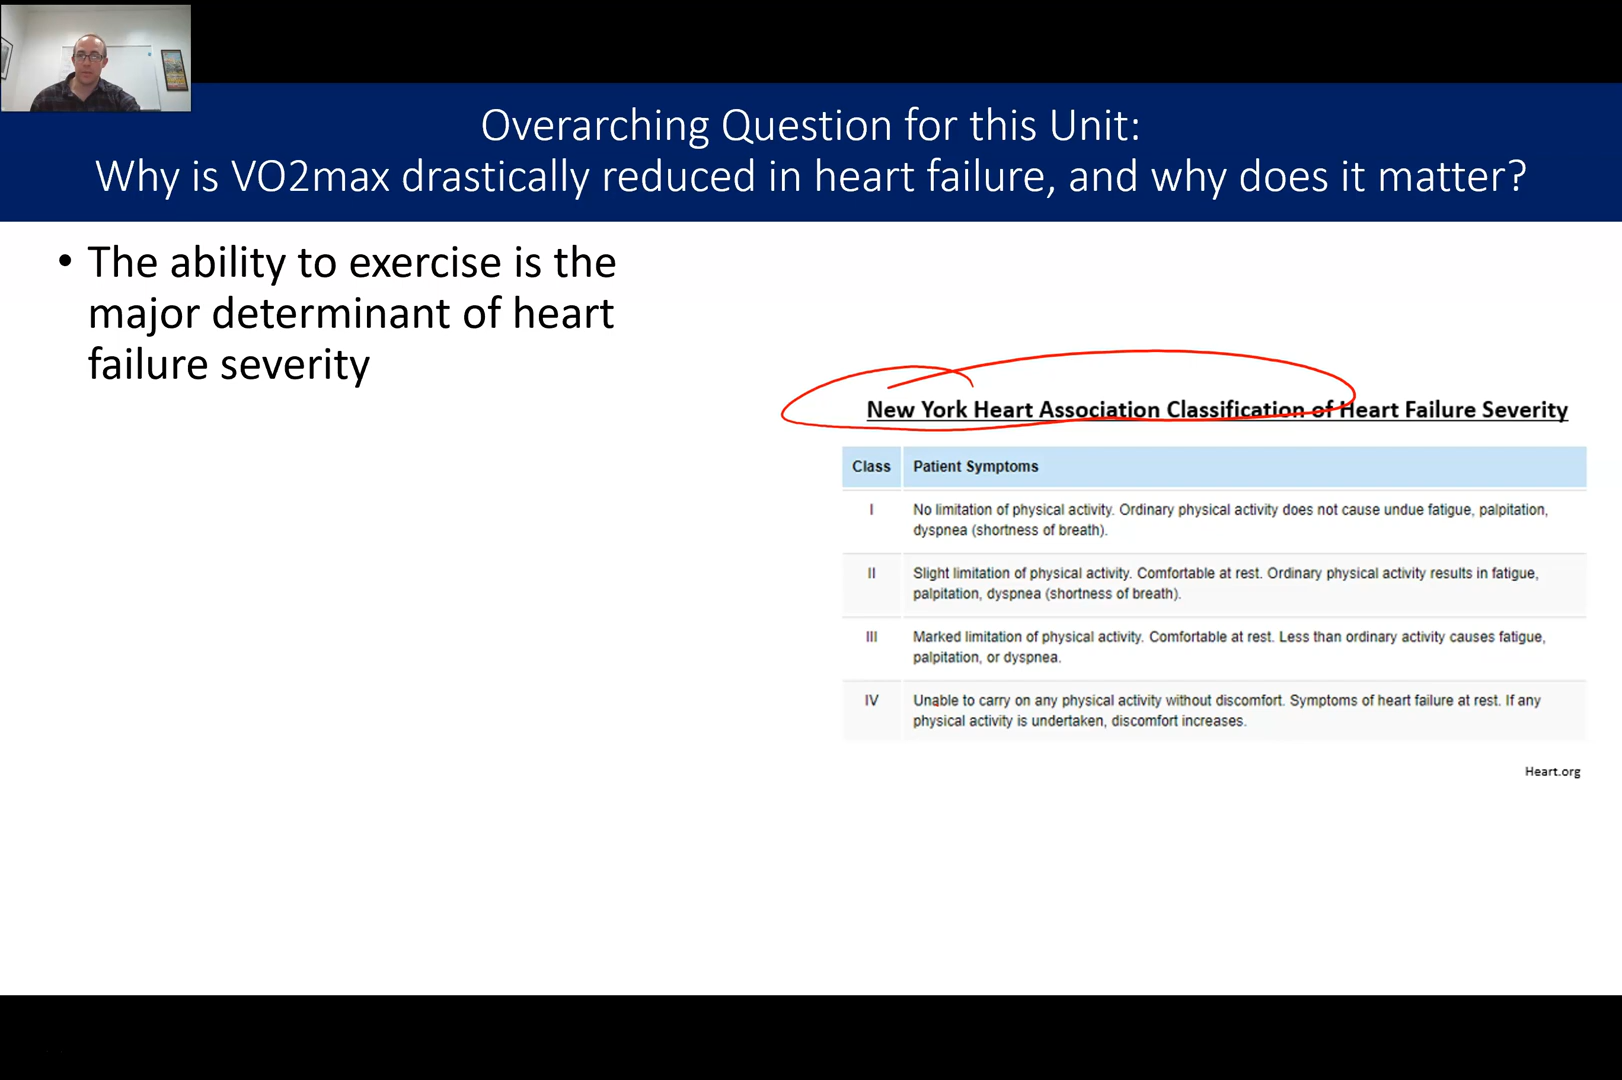 Overarching Question for this Unit:
Why is VO2max drastically reduced in heart failure, and why does it matter?
• The ability to exercise is the
major determinant of heart
failure severity
New York Heart Association Classification of Heart Failure Severity
Class Patient Symptoms
I No limitation of physical activity. Ordinary physical activity does not cause undue fatigue, palpitation,
dyspnea (shortness of breath).
II Slight limitation of physical activity. Comfortable at rest. Ordinary physical activity results in fatigue,
palpitation, dyspnea (shortness of breath).
III Marked limitation of physical activity. Comfortable at rest. Less than ordinary activity causes fatigue,
palpitation, or dyspnea.
IV Unable to carry on any physical activity without discomfort. Symptoms of heart failure at rest. If any
physical activity is undertaken, discomfort increases.
Heart.org